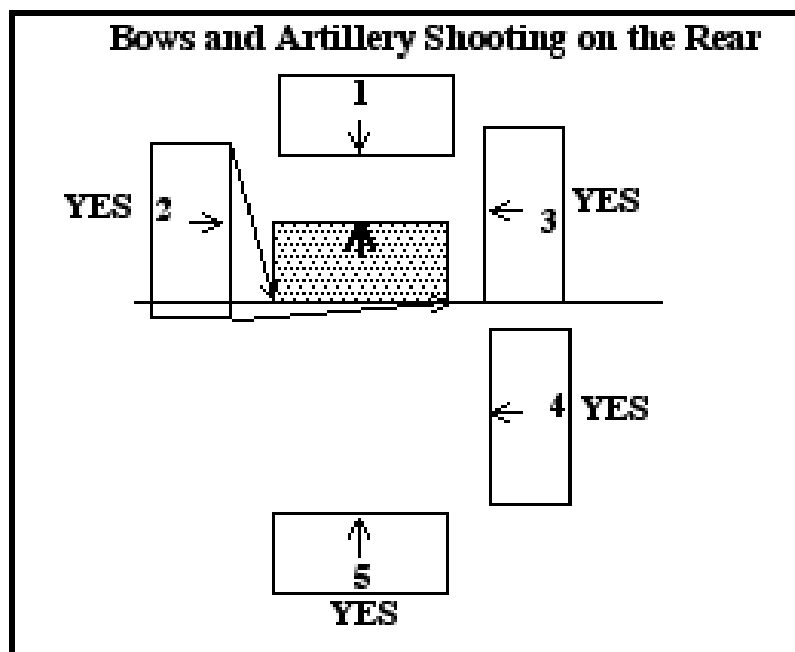 Bows and Artillery Shooting on the Rear
1
YES 2
3 YES
4 YES
5
YES